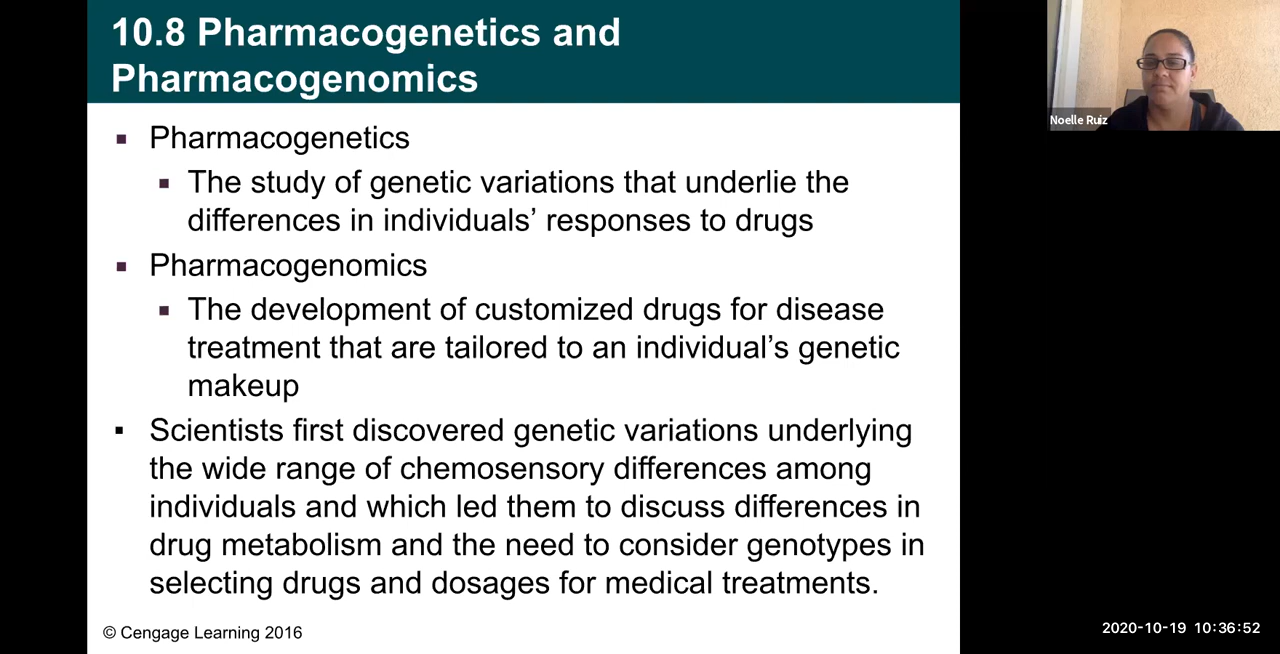 10.8 Pharmacogenetics and
Pharmacogenomics
Pharmacogenetics
The study of genetic variations that underlie the
differences in individuals’ responses to drugs
Pharmacogenomics
The development of customized drugs for disease
treatment that are tailored to an individual’s genetic
makeup
Scientists first discovered genetic variations underlying
the wide range of chemosensory differences among
individuals and which led them to discuss differences in
drug metabolism and the need to consider genotypes in
selecting drugs and dosages for medical treatments.
© Cengage Learning 2016
Noelle Ruiz
2020-10-19 10:36:52